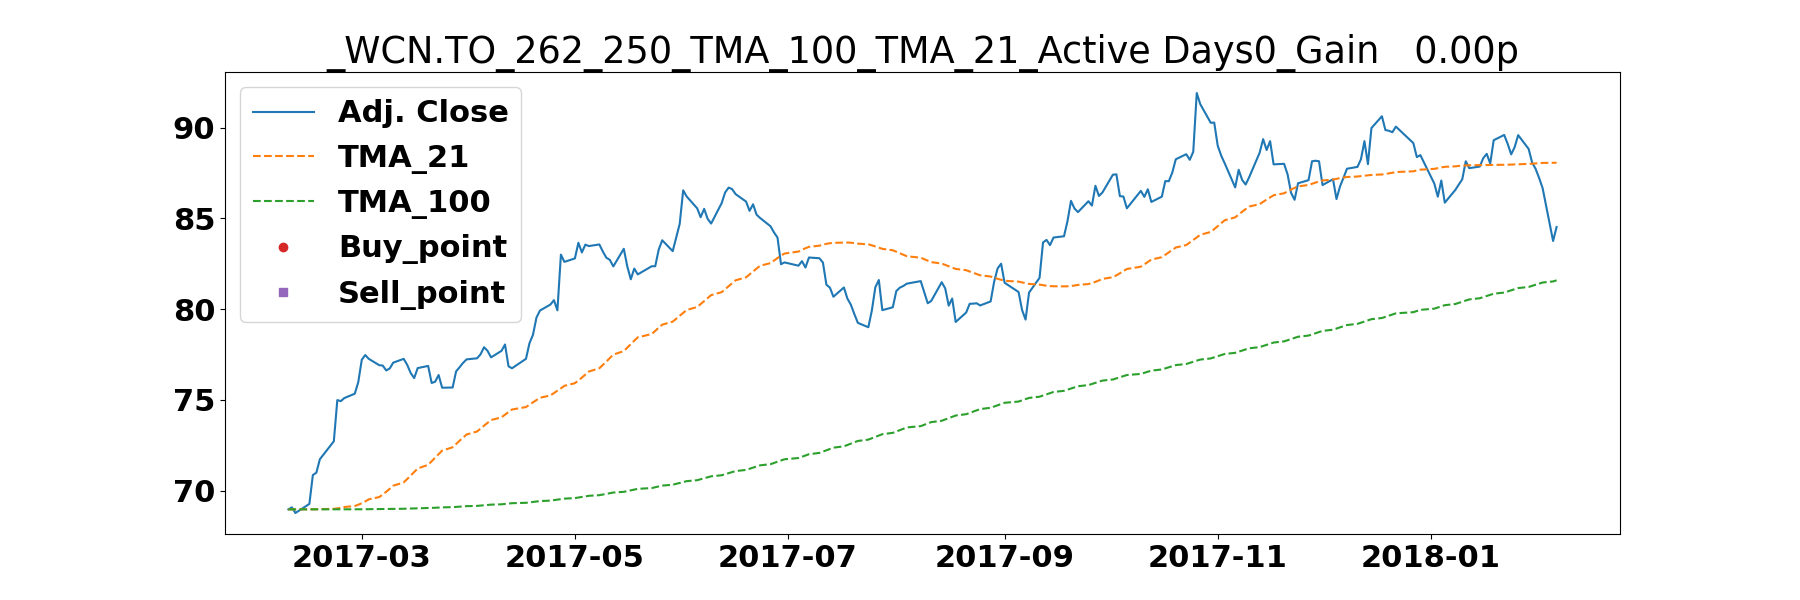 _WCN.TO_262_250_TMA_100_TMA_21_Active Days0_Gain   0.00p
Adj. Close
TMA_21
TMA_100
Buy_point
Sell_point
90
85
80
75
70
2017-03 2017-05 2017-07 2017-09 2017-11 2018-01